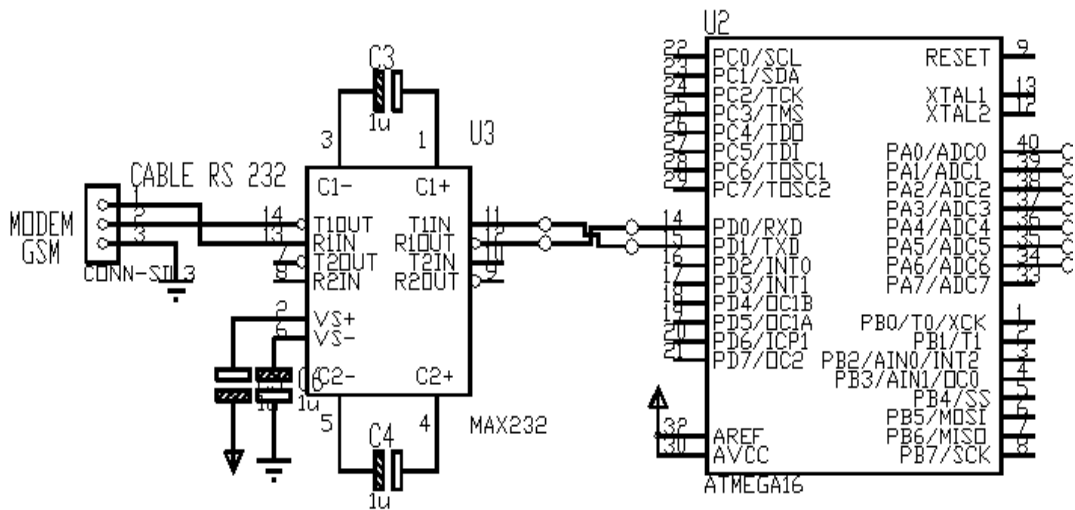 U2
22 PC0/SCL
23 PC1/SDA
24 PC2/TCK
25 PC3/TMS
26 PC4/TDO
27 PC5/TDI
28 PC6/TOSC1
29 PC7/TOSC2
14 PD0/RXD
15 PD1/TXD
16 PD2/INT0
17 PD3/INT1
18 PD4/OC1B
19 PD5/OC1A
20 PD6/ICP1
21 PD7/OC2
32 AREF
30 AVCC
RESET 9
XTAL1 13
XTAL2 12
PA0/ADC0 40
PA1/ADC1 39
PA2/ADC2 38
PA3/ADC3 37
PA4/ADC4 36
PA5/ADC5 35
PA6/ADC6 34
PA7/ADC7 33
PB0/T0/XCK 1
PB1/T1 2
PB2/AIN0/INT2 3
PB3/AIN1/OC0 4
PB4/SS 5
PB5/MOSI 6
PB6/MISO 7
PB7/SCK 8
ATMEGA16
C3
1u
3 1
U3
C1- C1+
14 T1OUT T1IN 11
13 R1IN R1OUT 12
7 T2OUT T2IN 10
8 R2IN R2OUT 9
2 VS+
6 VS-
C2- C2+
5 4
MAX232
C4
1u
C6
1u
CABLE RS 232
1
2
3
MODEM
GSM
CONN-SIL3